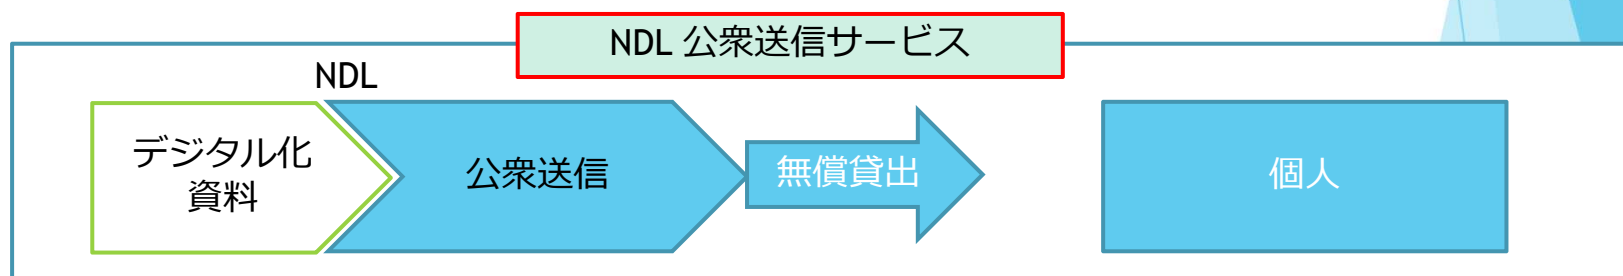 NDL 公衆送信サービス
NDL
デジタル化
資料
公衆送信
無償貸出
個人